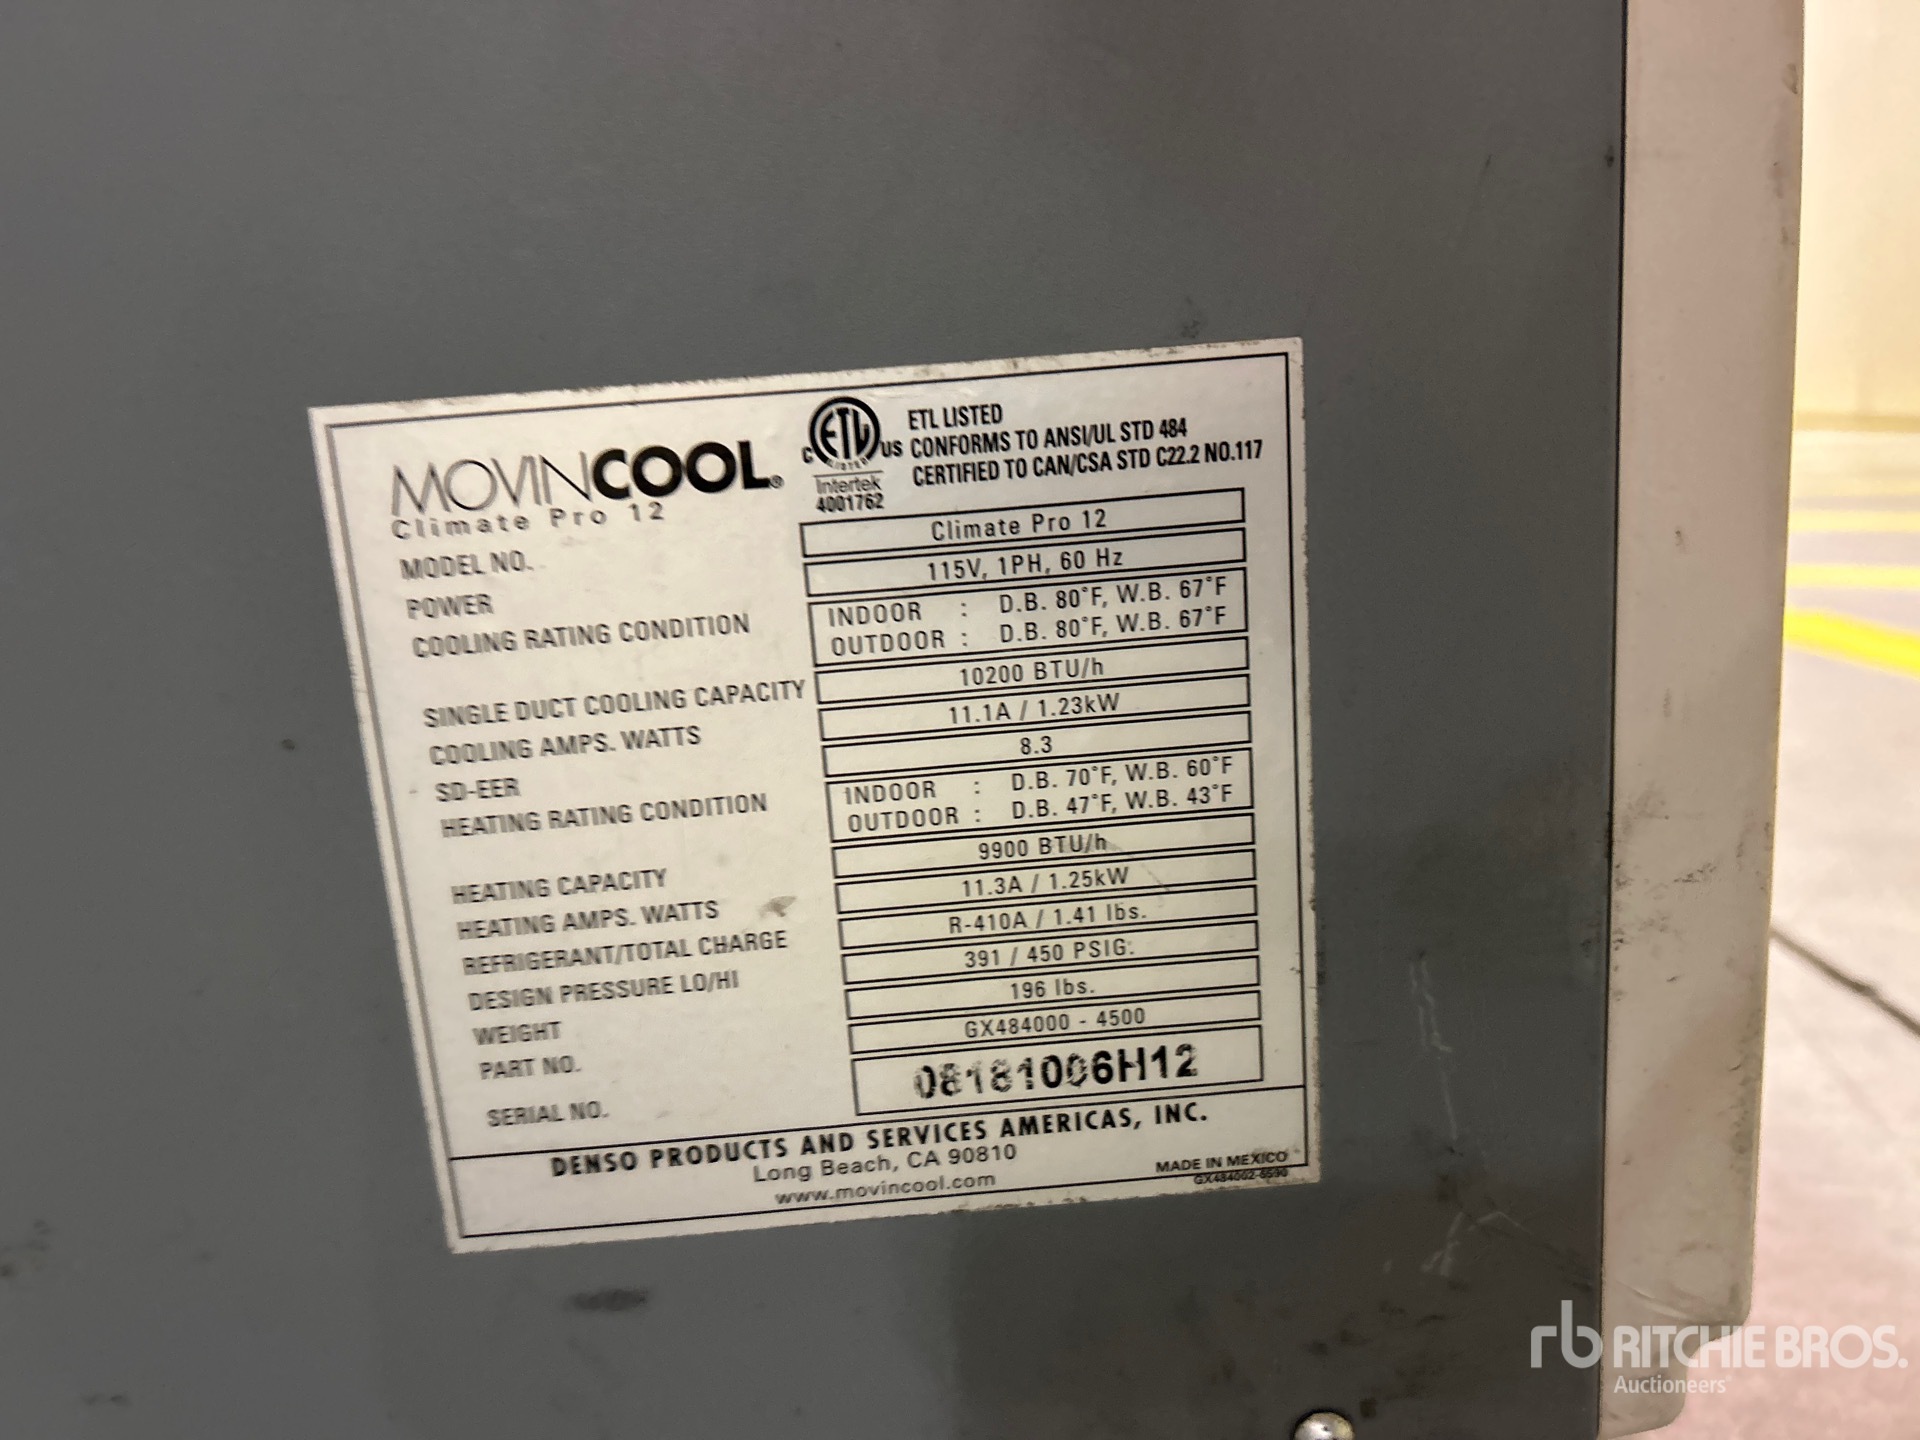 MOVINCOOL®
Climate Pro 12
C ETL LISTED US
Intertek
4001762
ETL LISTED
CONFORMS TO ANSI/UL STD 484
CERTIFIED TO CAN/CSA STD C22.2 NO.117
MODEL NO. Climate Pro 12
POWER 115V, 1PH, 60 Hz
COOLING RATING CONDITION INDOOR : D.B. 80°F, W.B. 67°F
OUTDOOR : D.B. 80°F, W.B. 67°F
SINGLE DUCT COOLING CAPACITY 10200 BTU/h
COOLING AMPS. WATTS 11.1A / 1.23kW
SD-EER 8.3
HEATING RATING CONDITION INDOOR : D.B. 70°F, W.B. 60°F
OUTDOOR : D.B. 47°F, W.B. 43°F
HEATING CAPACITY 9900 BTU/h
HEATING AMPS. WATTS 11.3A / 1.25kW
REFRIGERANT/TOTAL CHARGE R-410A / 1.41 lbs.
DESIGN PRESSURE LO/HI 391 / 450 PSIG.
WEIGHT 196 lbs.
PART NO. GX484000 - 4500
SERIAL NO. 08181006H12
DENSO PRODUCTS AND SERVICES AMERICAS, INC.
Long Beach, CA 90810
www.movincool.com
MADE IN MEXICO
rb RITCHIE BROS.
Auctioneers